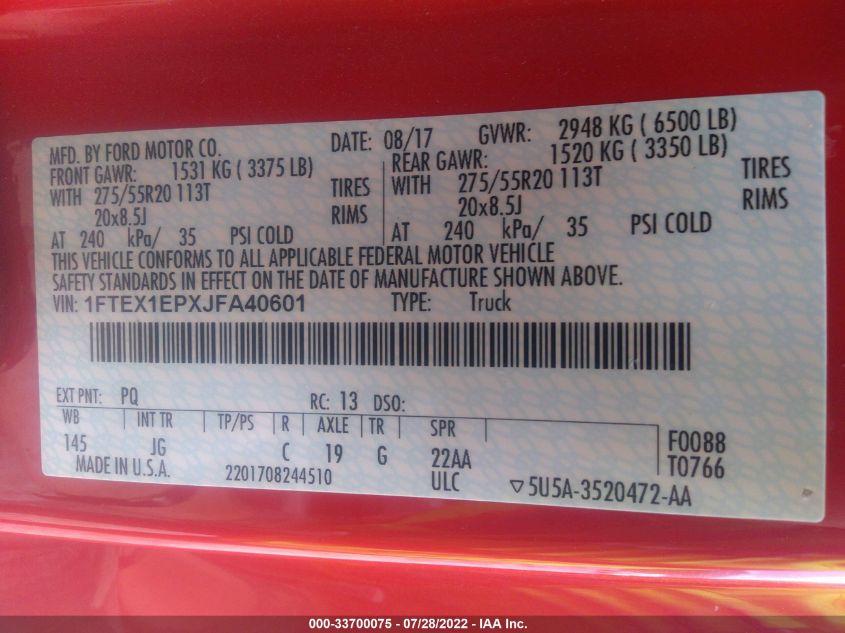 MFD. BY FORD MOTOR CO. DATE: 08/17 GVWR: 2948 KG ( 6500 LB)
FRONT GAWR: 1531 KG ( 3375 LB) REAR GAWR: 1520 KG ( 3350 LB)
WITH 275/55R20 113T TIRES WITH 275/55R20 113T TIRES
20x8.5J RIMS 20x8.5J RIMS
AT 240 kPa/ 35 PSI COLD AT 240 kPa/ 35 PSI COLD
THIS VEHICLE CONFORMS TO ALL APPLICABLE FEDERAL MOTOR VEHICLE
SAFETY STANDARDS IN EFFECT ON THE DATE OF MANUFACTURE SHOWN ABOVE.
VIN: 1FTEX1EPXJFA40601 TYPE: Truck
EXT PNT: PQ RC: 13 DSO:
WB INT TR TP/PS R AXLE TR SPR
145 JG C 19 G 22AA F0088
MADE IN U.S.A. 2201708244510 ULC T0766
▽5U5A-3520472-AA
000-33700075 - 07/28/2022 - IAA Inc.